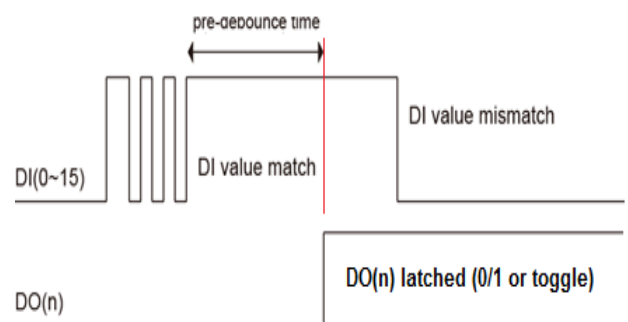 pre-debounce time
DI value mismatch
DI value match
DI(0~15)
DO(n) latched (0/1 or toggle)
DO(n)